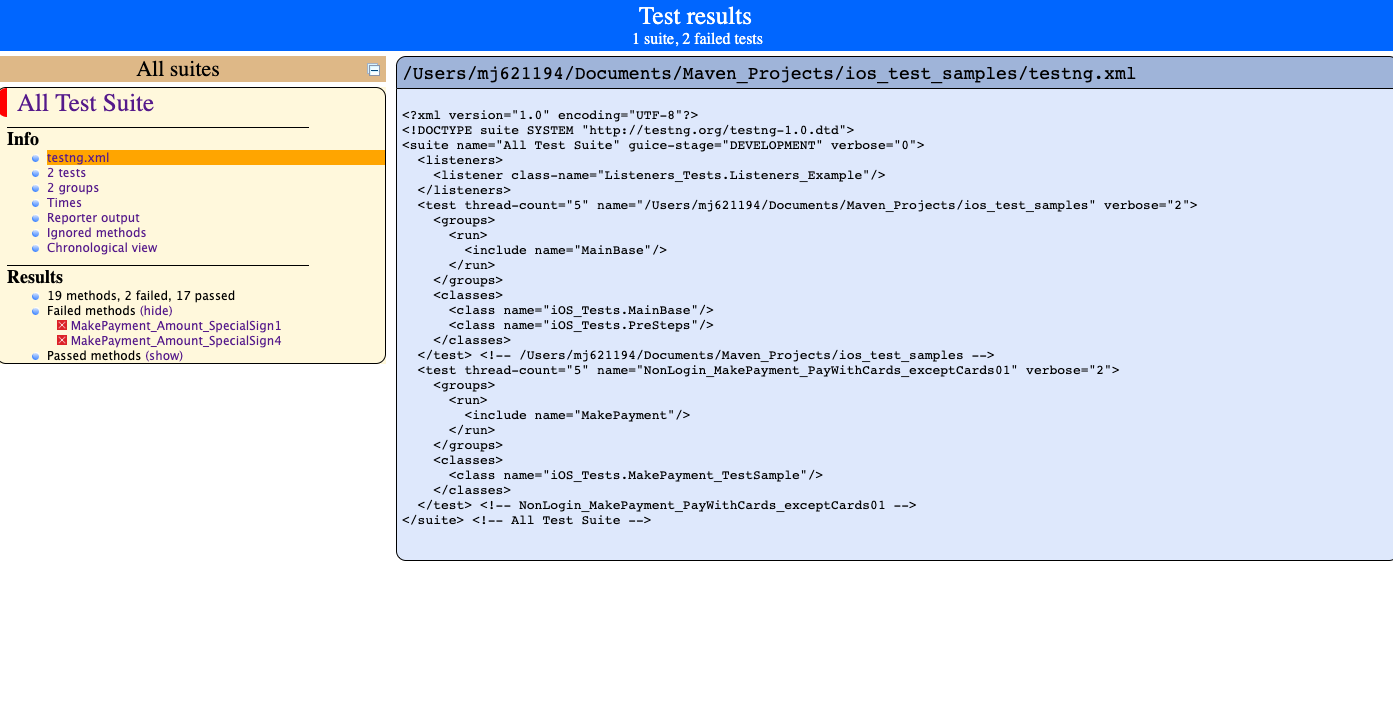 Test results
1 suite, 2 failed tests
All suites
All Test Suite
Info
testng.xml
2 tests
2 groups
Times
Reporter output
Ignored methods
Chronological view
Results
19 methods, 2 failed, 17 passed
Failed methods (hide)
MakePayment_Amount_SpecialSign1
MakePayment_Amount_SpecialSign4
Passed methods (show)
/Users/mj621194/Documents/Maven_Projects/ios_test_samples/testng.xml
<?xml version="1.0" encoding="UTF-8"?>
<!DOCTYPE suite SYSTEM "http://testng.org/testng-1.0.dtd">
<suite name="All Test Suite" guice-stage="DEVELOPMENT" verbose="0">
  <listeners>
    <listener class-name="Listeners_Tests.Listeners_Example"/>
  </listeners>
  <test thread-count="5" name="/Users/mj621194/Documents/Maven_Projects/ios_test_samples" verbose="2">
    <groups>
      <run>
        <include name="MainBase"/>
      </run>
    </groups>
    <classes>
      <class name="iOS_Tests.MainBase"/>
      <class name="iOS_Tests.PreSteps"/>
    </classes>
  </test> <!-- /Users/mj621194/Documents/Maven_Projects/ios_test_samples -->
  <test thread-count="5" name="NonLogin_MakePayment_PayWithCards_exceptCards01" verbose="2">
    <groups>
      <run>
        <include name="MakePayment"/>
      </run>
    </groups>
    <classes>
      <class name="iOS_Tests.MakePayment_TestSample"/>
    </classes>
  </test> <!-- NonLogin_MakePayment_PayWithCards_exceptCards01 -->
</suite> <!-- All Test Suite -->